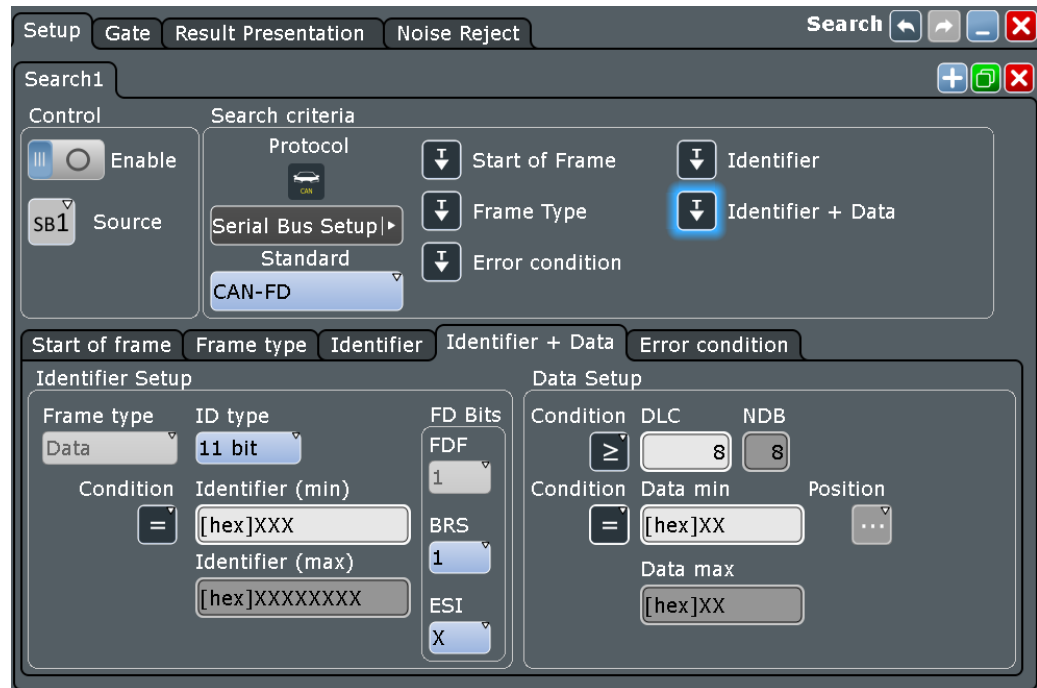 Setup Gate Result Presentation Noise Reject Search
Search1
Control Search criteria
Protocol
Enable CAN Start of Frame Identifier
SB1 Source Serial Bus Setup Frame Type Identifier + Data
Standard Error condition
CAN-FD
Start of frame Frame type Identifier Identifier + Data Error condition
Identifier Setup Data Setup
Frame type ID type FD Bits Condition DLC NDB
Data 11 bit FDF ≥ 8 8
1
Condition Identifier (min) Condition Data min Position
= [hex]XXX BRS = [hex]XX ...
Identifier (max) 1 Data max
[hex]XXXXXXXX ESI [hex]XX
X